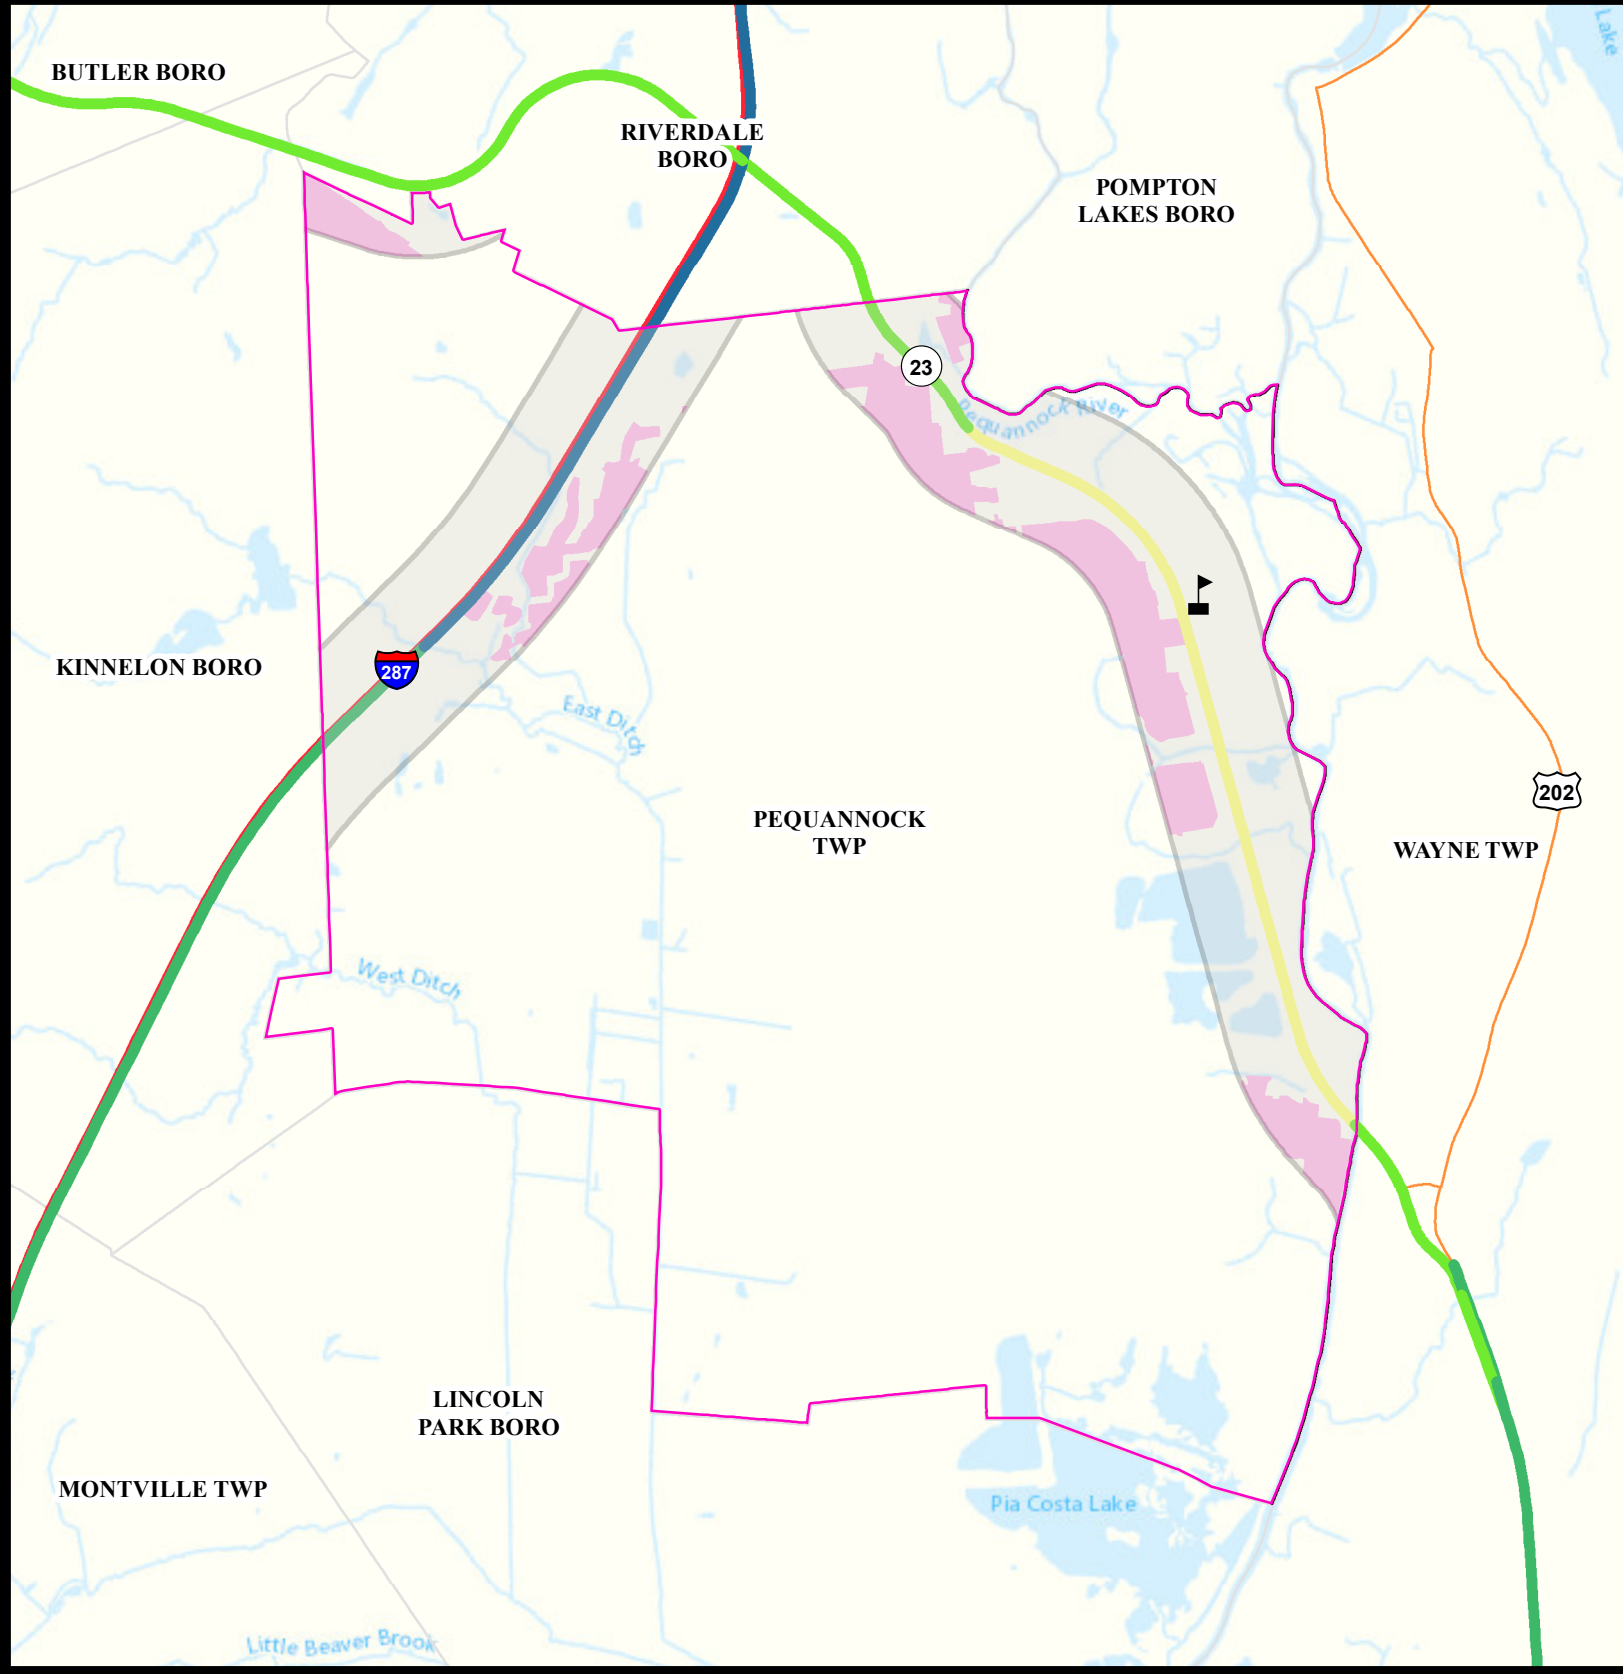 Lake
BUTLER BORO
RIVERDALE
BORO
POMPTON
LAKES BORO
23
Pequannock River
KINNELON BORO
287
East Ditch
202
PEQUANNOCK
TWP
WAYNE TWP
West Ditch
LINCOLN
PARK BORO
MONTVILLE TWP
Pia Costa Lake
Little Beaver Brook